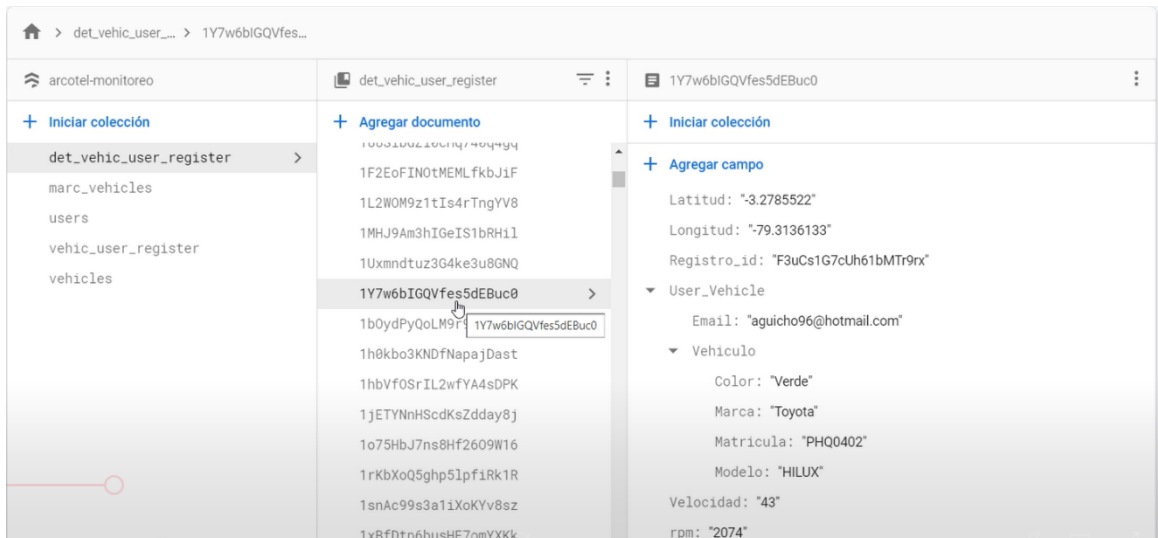 det_vehic_user_... > 1Y7w6bIGQVfes...
arcotel-monitoreo
Iniciar colección
det_vehic_user_register
marc_vehicles
users
vehic_user_register
vehicles
det_vehic_user_register
Agregar documento
1F2EoFINOtMEMLfkbJiF
1L2WOM9z1tIs4rTngYV8
1MHJ9Am3hIGeIS1bRHil
1Uxmndtuz3G4ke3u8GNQ
1Y7w6bIGQVfes5dEBuc0
1Y7w6bIGQVfes5dEBuc0
1h0kbo3KNDfNapajDast
1hbVfOSrIL2wfYA4sDPK
1jETYNnHScdKsZdday8j
1o75HbJ7ns8Hf26O9W16
1rKbXoQ5ghp5lpfiRk1R
1snAc99s3a1iXoKYv8sz
1Y7w6bIGQVfes5dEBuc0
Iniciar colección
Agregar campo
Latitud: "-3.2785522"
Longitud: "-79.3136133"
Registro_id: "F3uCs1G7cUh61bMTr9rx"
User_Vehicle
Email: "aguicho96@hotmail.com"
Vehiculo
Color: "Verde"
Marca: "Toyota"
Matricula: "PHQ0402"
Modelo: "HILUX"
Velocidad: "43"
rpm: "2074"